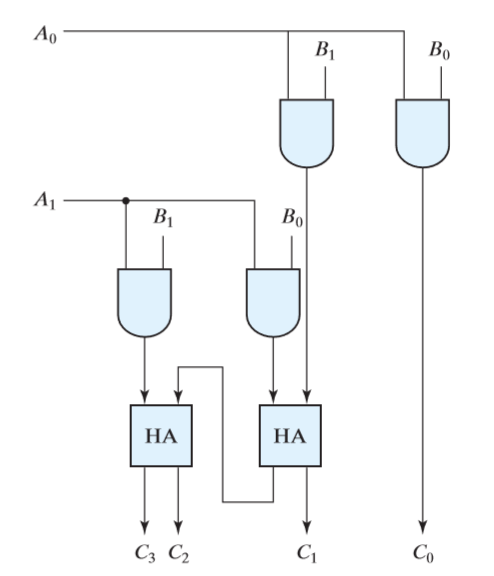 A₀
B₁ B₀
A₁
B₁ B₀
HA HA
C₃ C₂ C₁ C₀